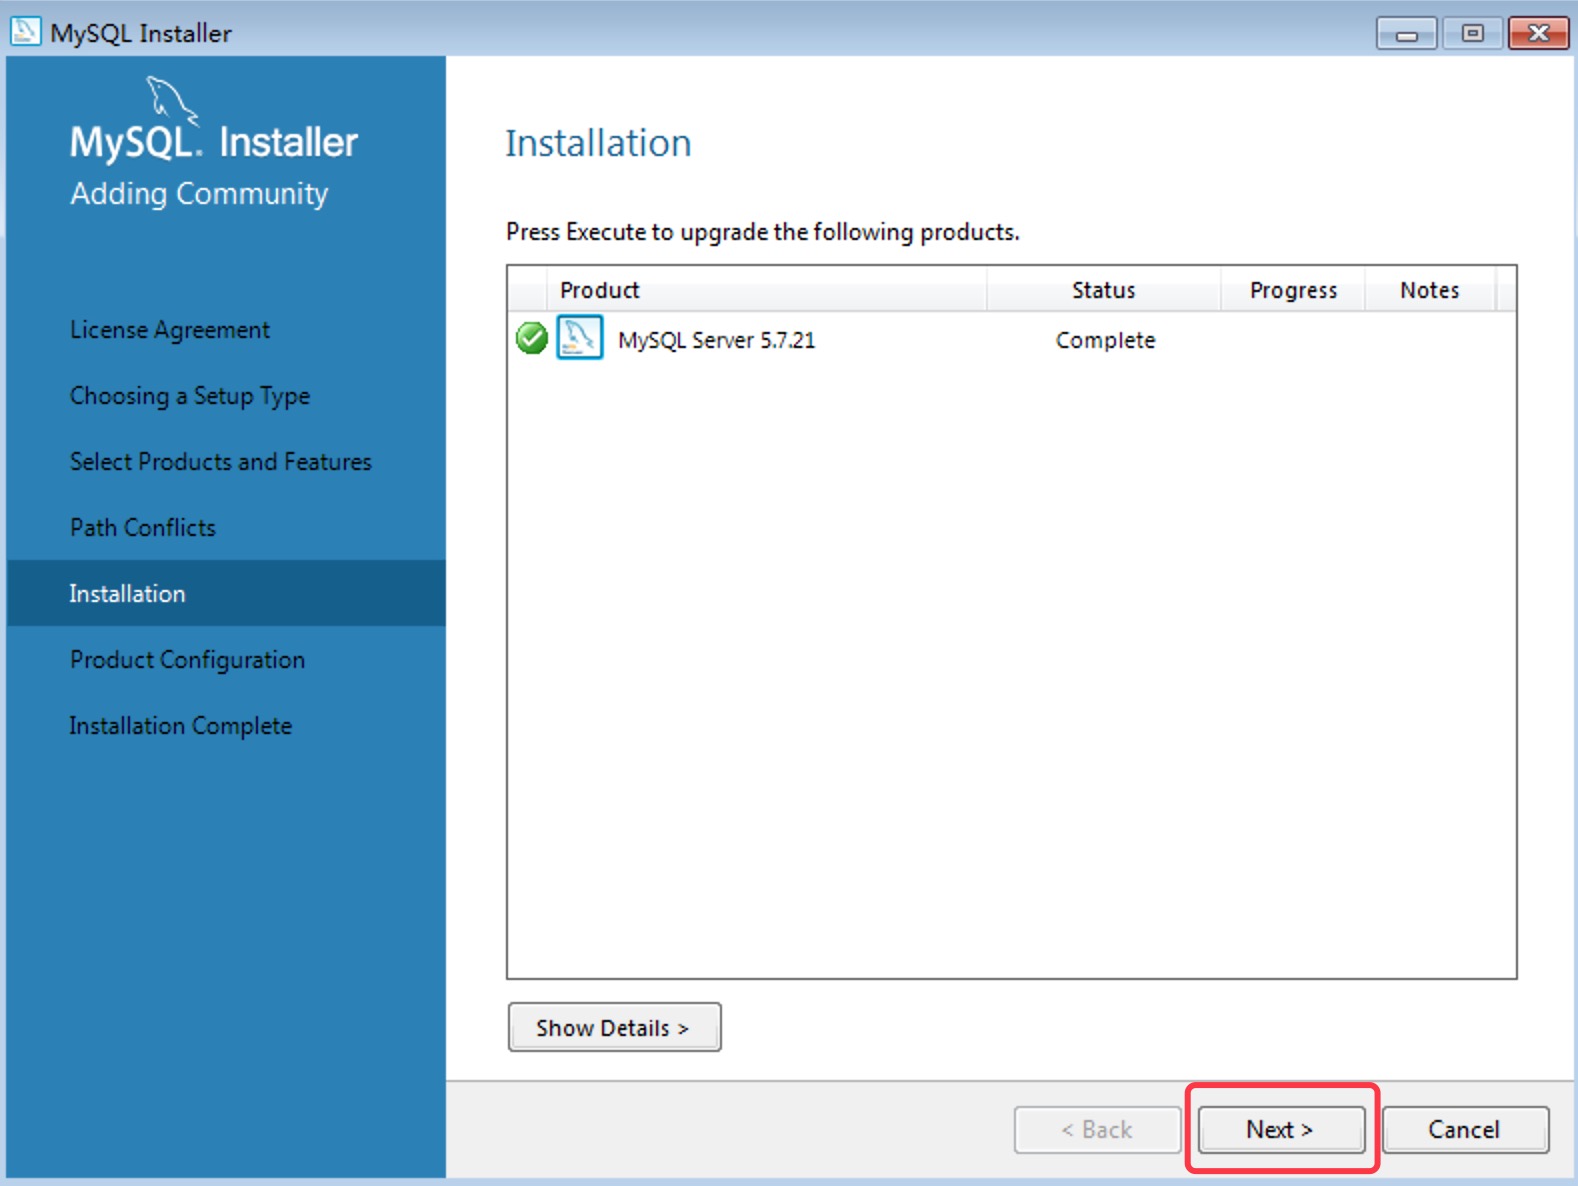 MySQL Installer
MySQL. Installer
Adding Community
License Agreement
Choosing a Setup Type
Select Products and Features
Path Conflicts
Installation
Product Configuration
Installation Complete
Installation
Press Execute to upgrade the following products.
Product Status Progress Notes
MySQL Server 5.7.21 Complete
Show Details >
< Back Next > Cancel